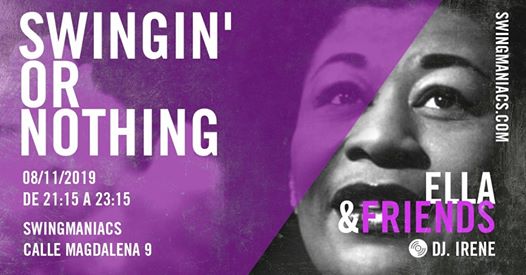 SWINGIN'
OR
NOTHING
08/11/2019
DE 21:15 A 23:15
SWINGMANIACS
CALLE MAGDALENA 9
SWINGMANIACS.COM
ELLA
&FRIENDS
DJ. IRENE